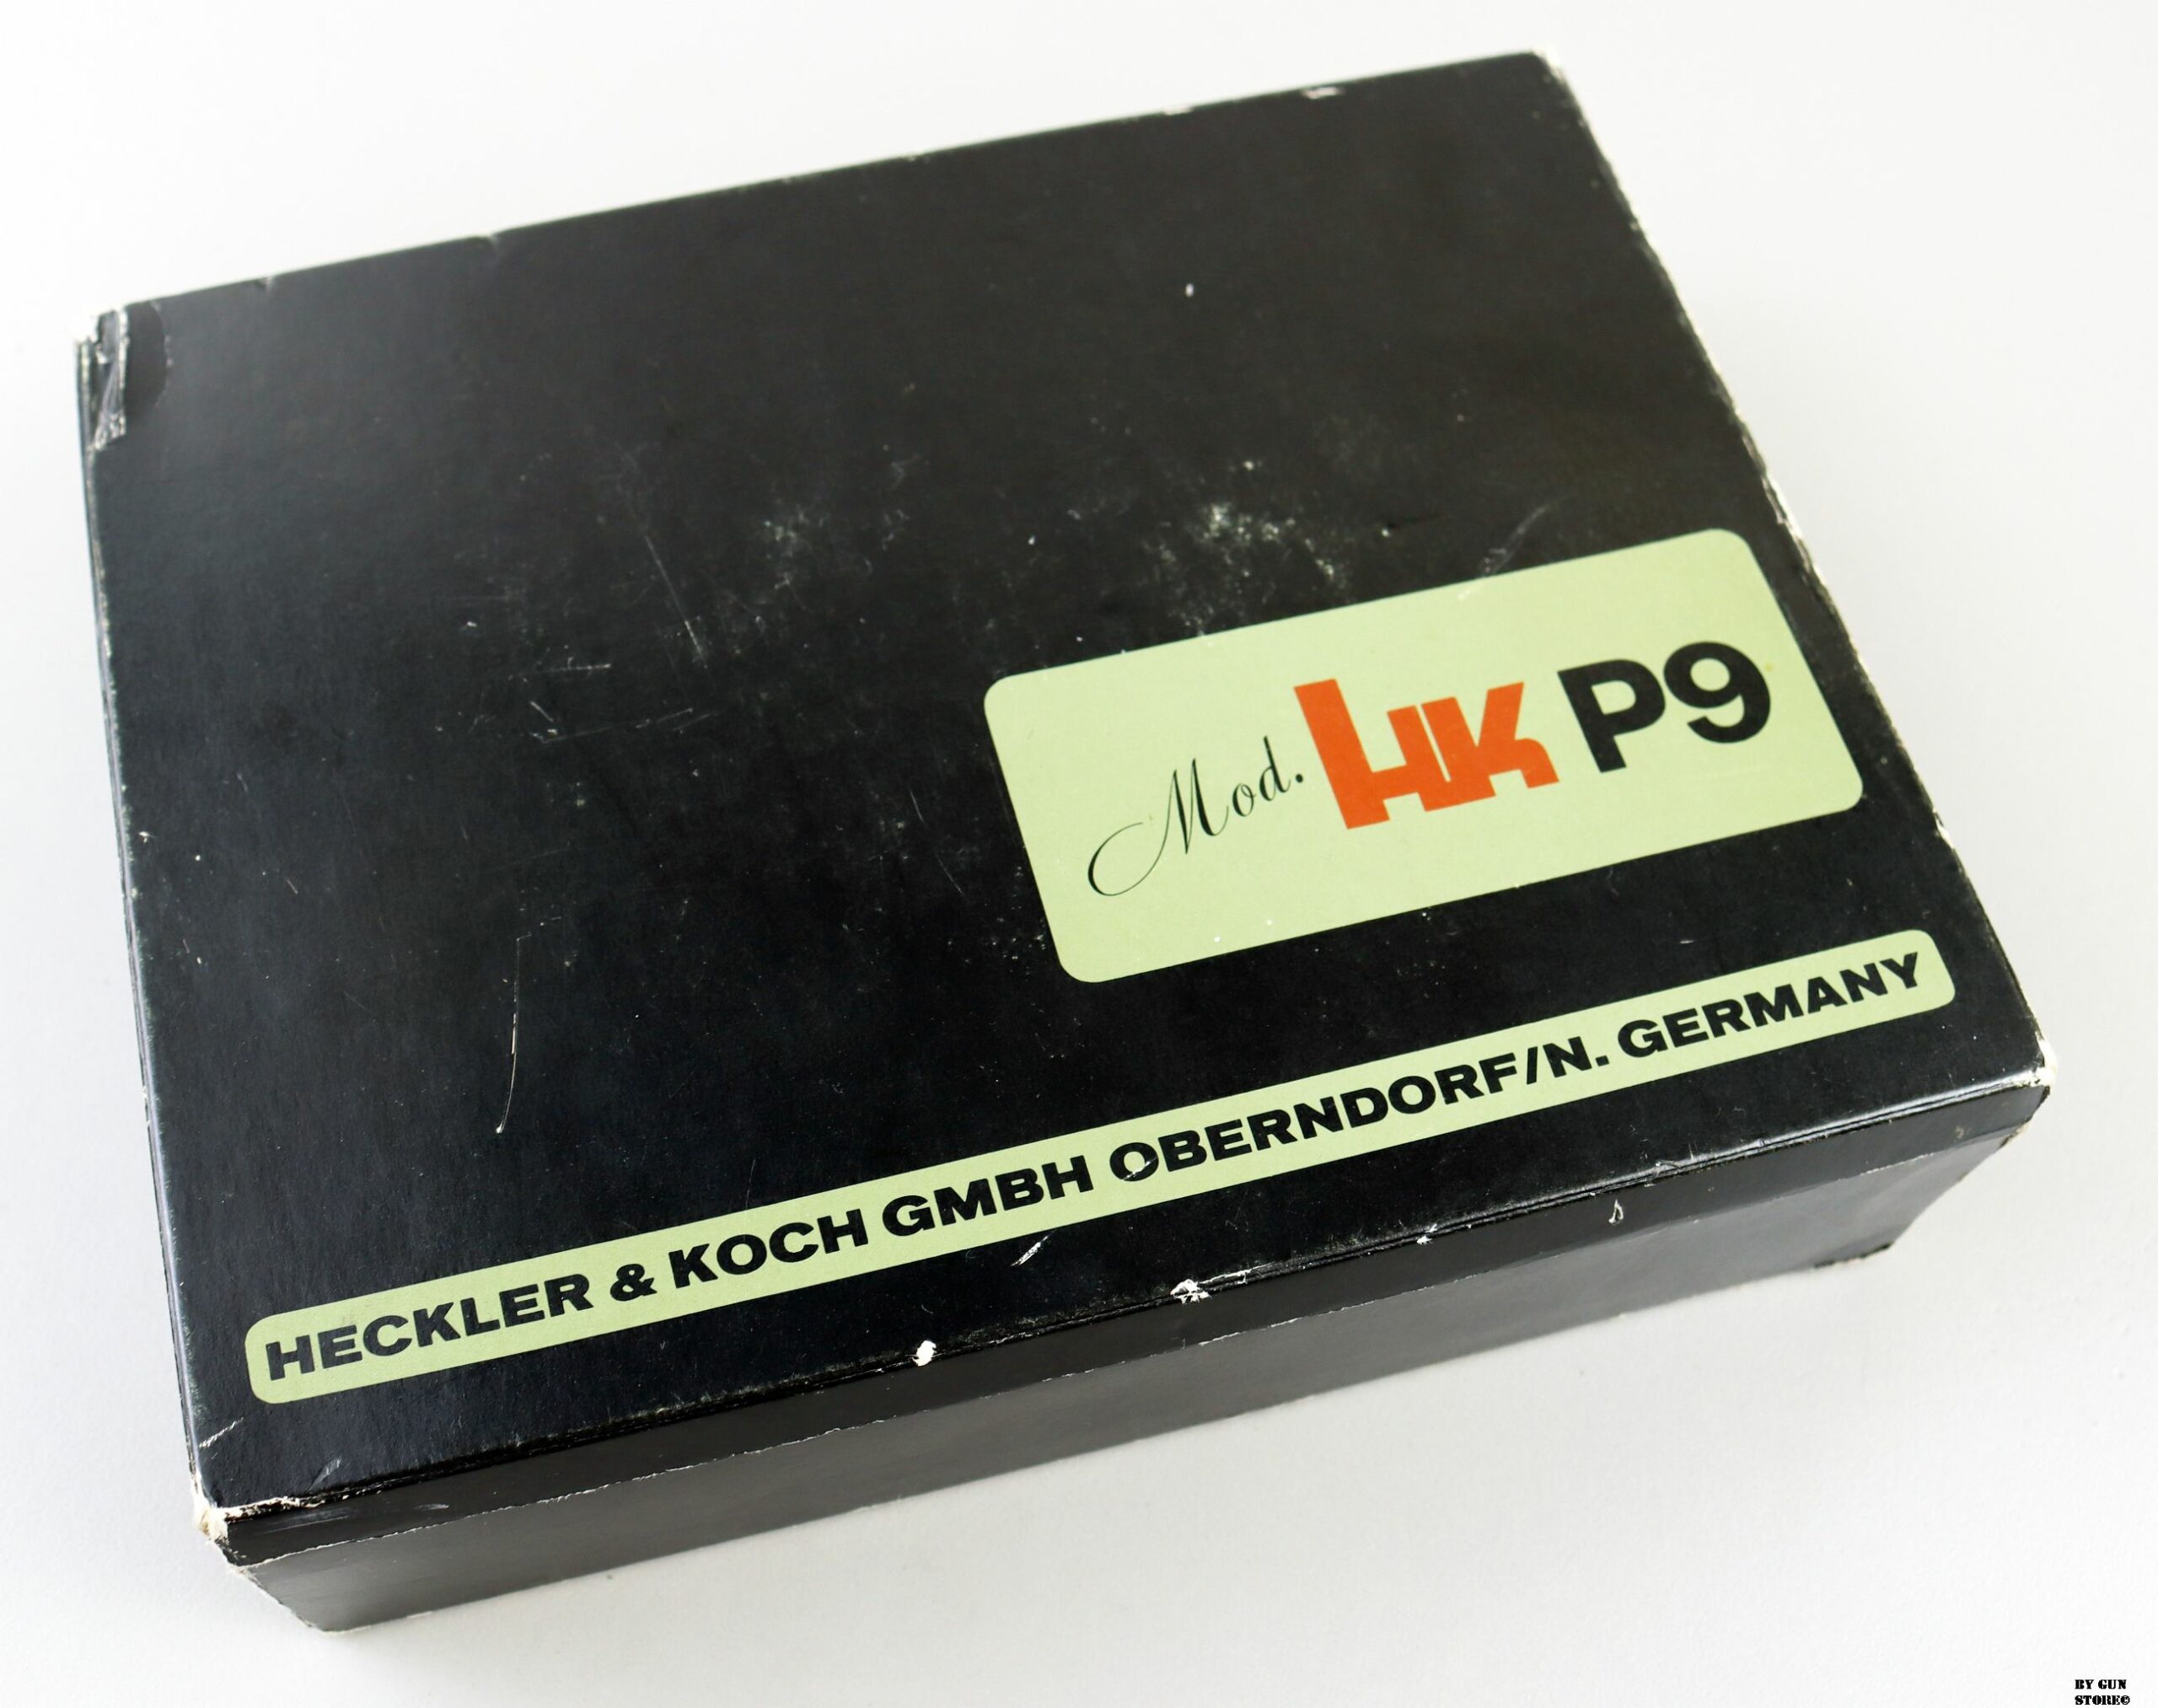 Mod. HK P9
HECKLER & KOCH GMBH OBERNDORF/N. GERMANY
BY GUN
STORE©